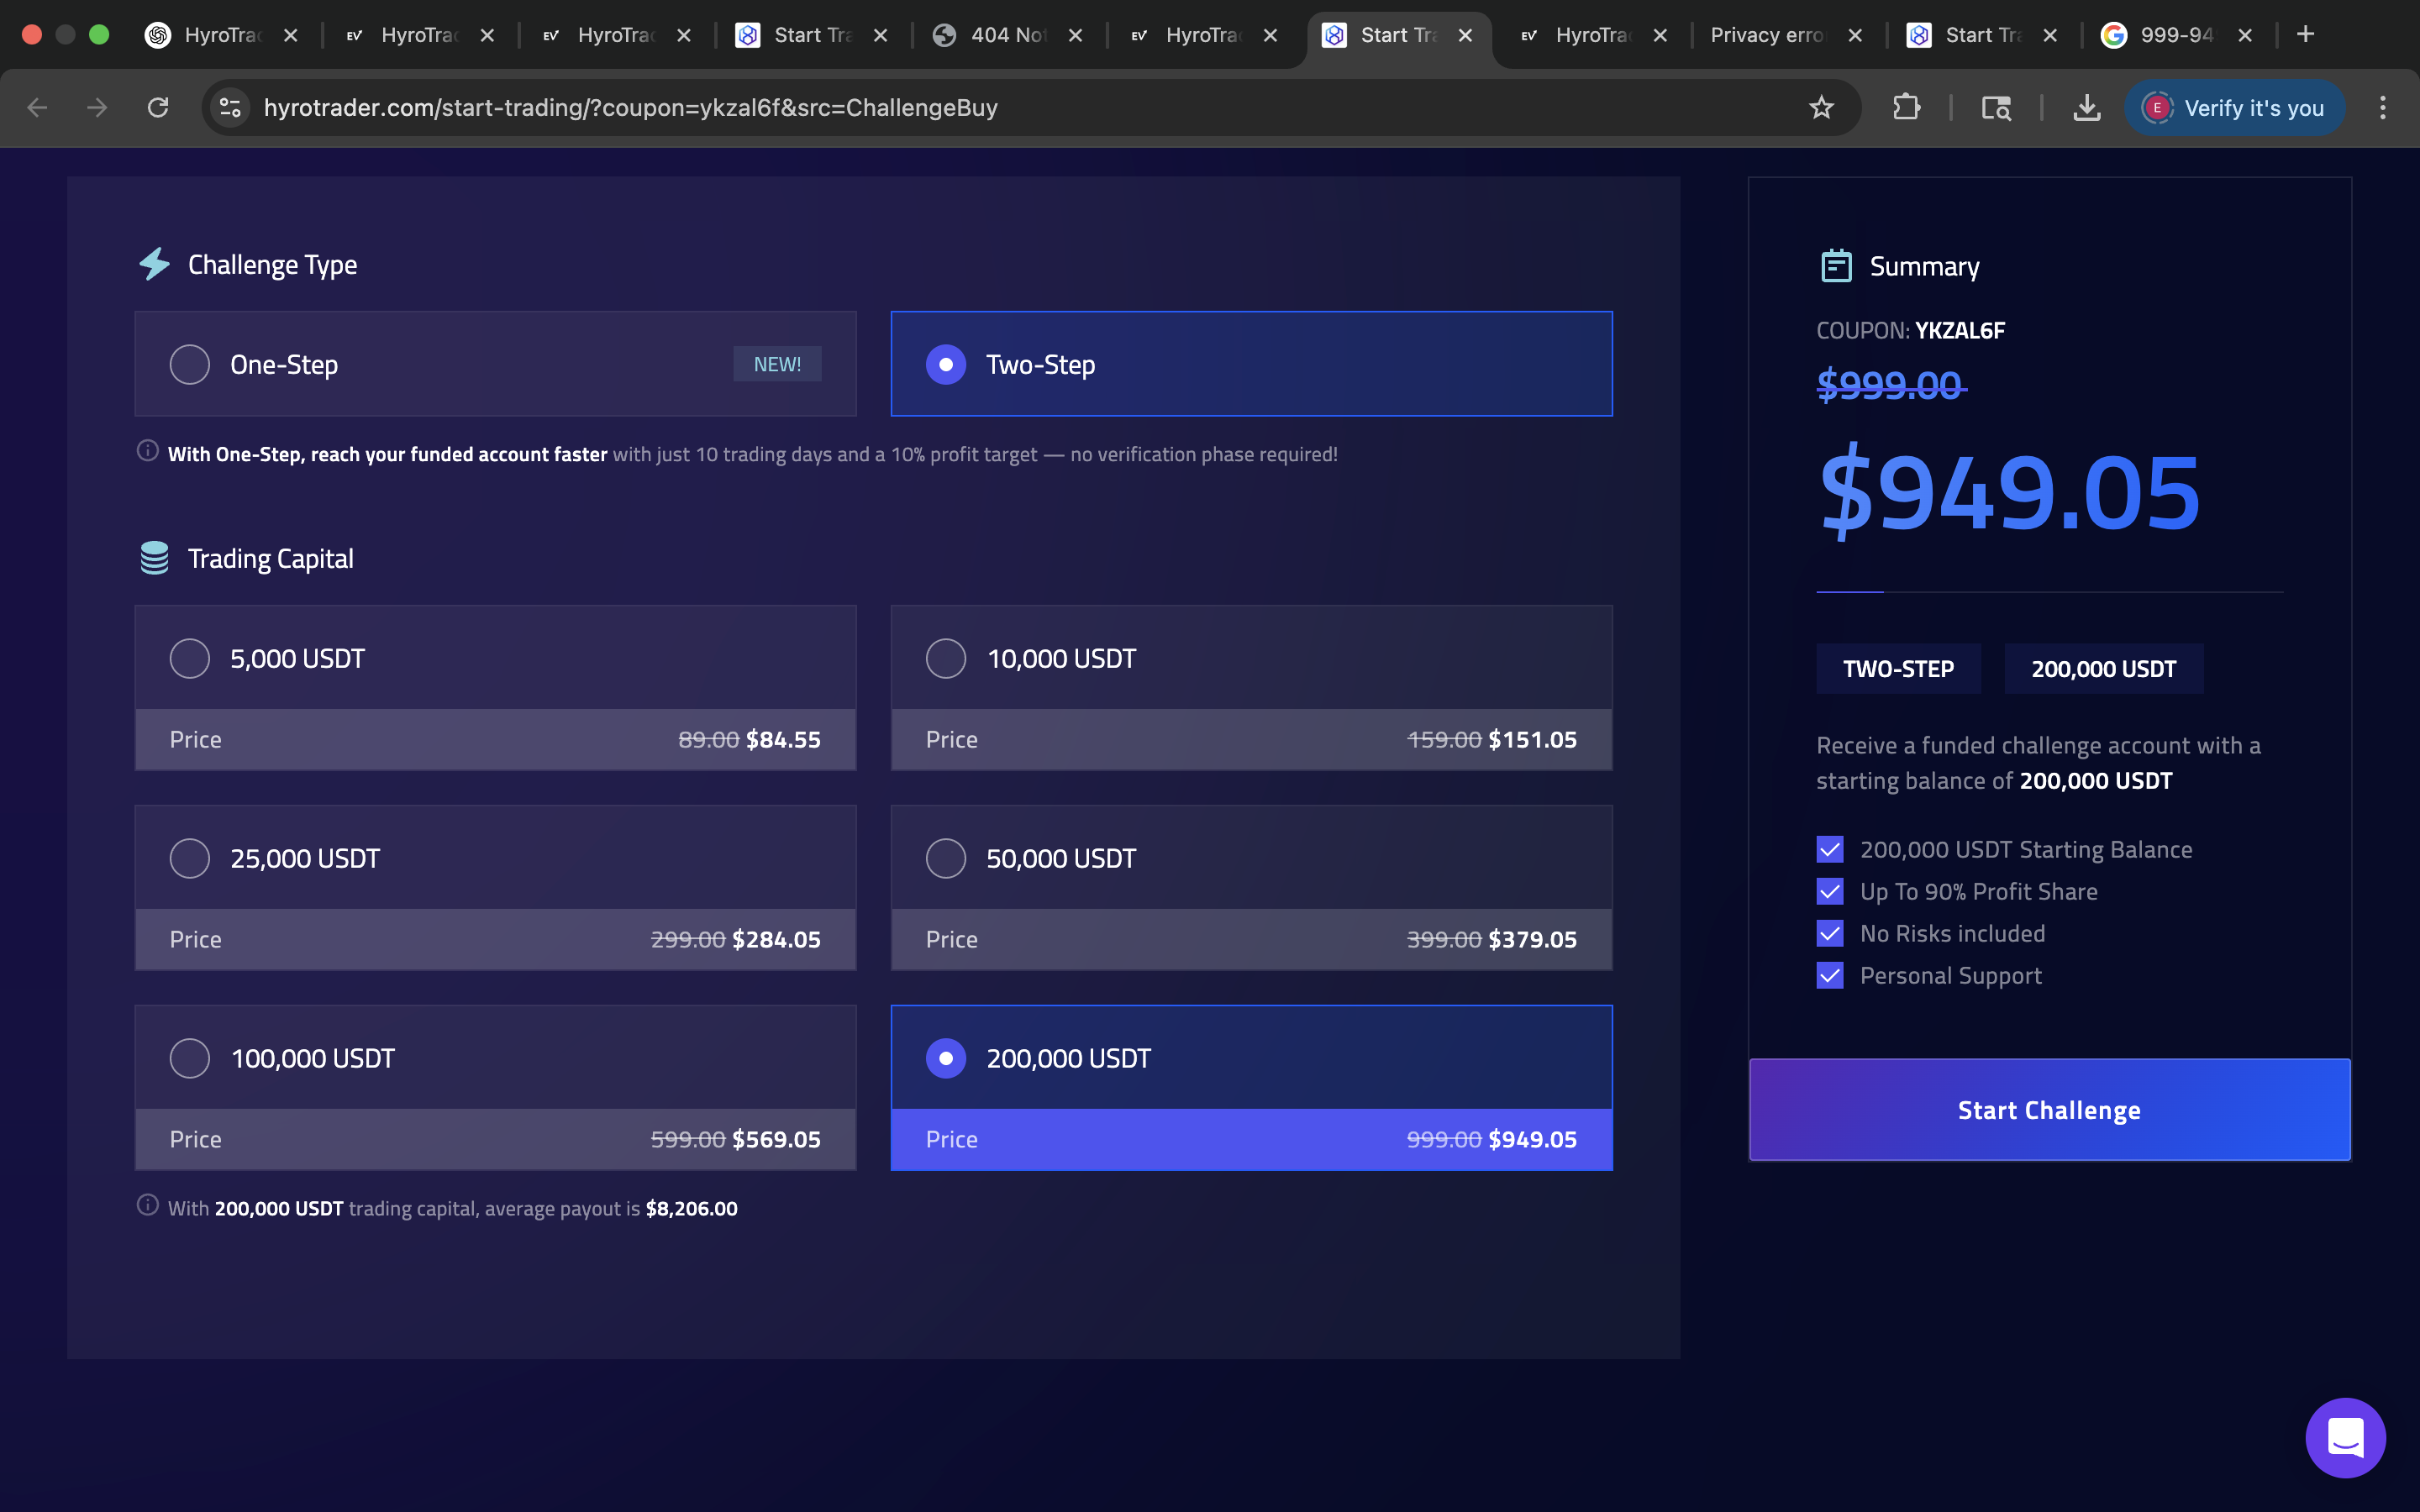 HyroTra
HyroTra
HyroTra
Start Tra
404 Not
HyroTra
Start Tra
HyroTra
Privacy erro
Start Tra
999-94
hyrotrader.com/start-trading/?coupon=ykzal6f&src=ChallengeBuy
E
Verify it's you
Challenge Type
One-Step
NEW!
Two-Step
With One-Step, reach your funded account faster with just 10 trading days and a 10% profit target — no verification phase required!
Trading Capital
5,000 USDT
Price
89.00 $84.55
10,000 USDT
Price
159.00 $151.05
25,000 USDT
Price
299.00 $284.05
50,000 USDT
Price
399.00 $379.05
100,000 USDT
Price
599.00 $569.05
200,000 USDT
Price
999.00 $949.05
With 200,000 USDT trading capital, average payout is $8,206.00
Summary
COUPON: YKZAL6F
$999.00
$949.05
TWO-STEP
200,000 USDT
Receive a funded challenge account with a
starting balance of 200,000 USDT
200,000 USDT Starting Balance
Up To 90% Profit Share
No Risks included
Personal Support
Start Challenge